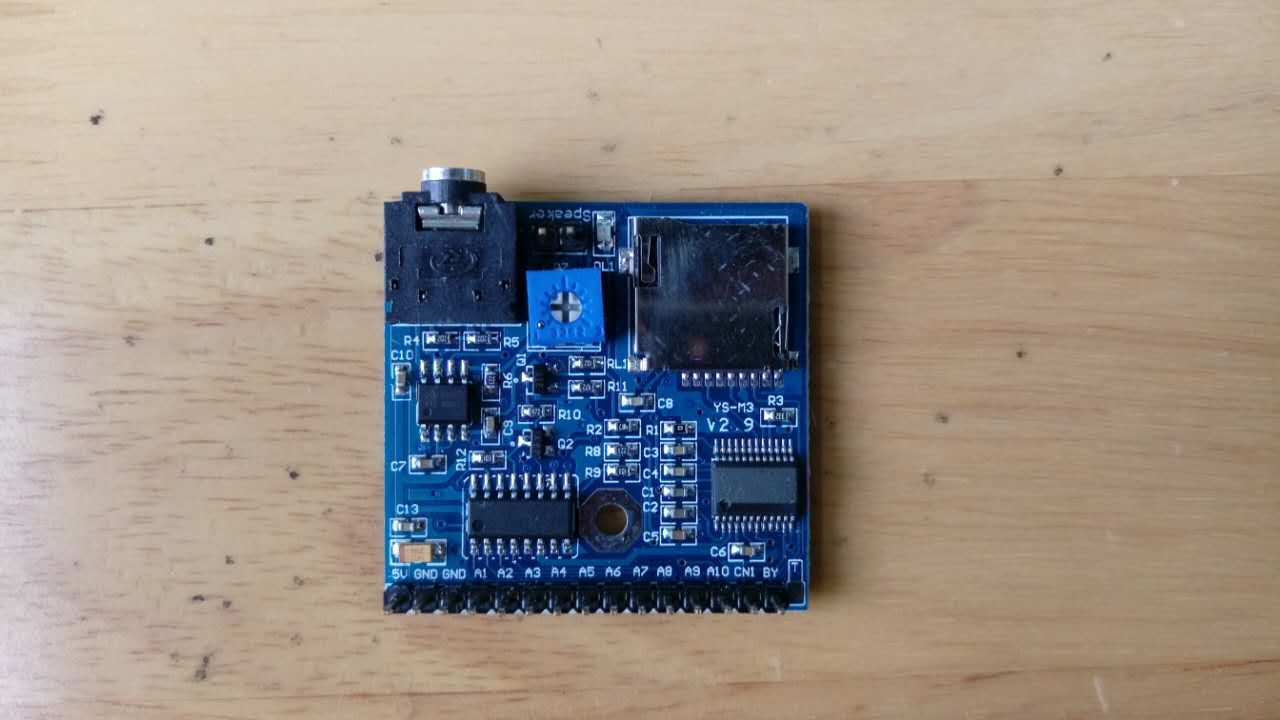 Speaker
RL1
R4
R5
C10
R6
Q1
RL1
R11
C8
YS-M3
V2.9
R3
C9
R10
Q2
R2
R1
R8
C3
R9
C4
C7
R12
C1
C2
C5
C13
C6
5V GND GND A1 A2 A3 A4 A5 A6 A7 A8 A9 A10 CN1 BY T